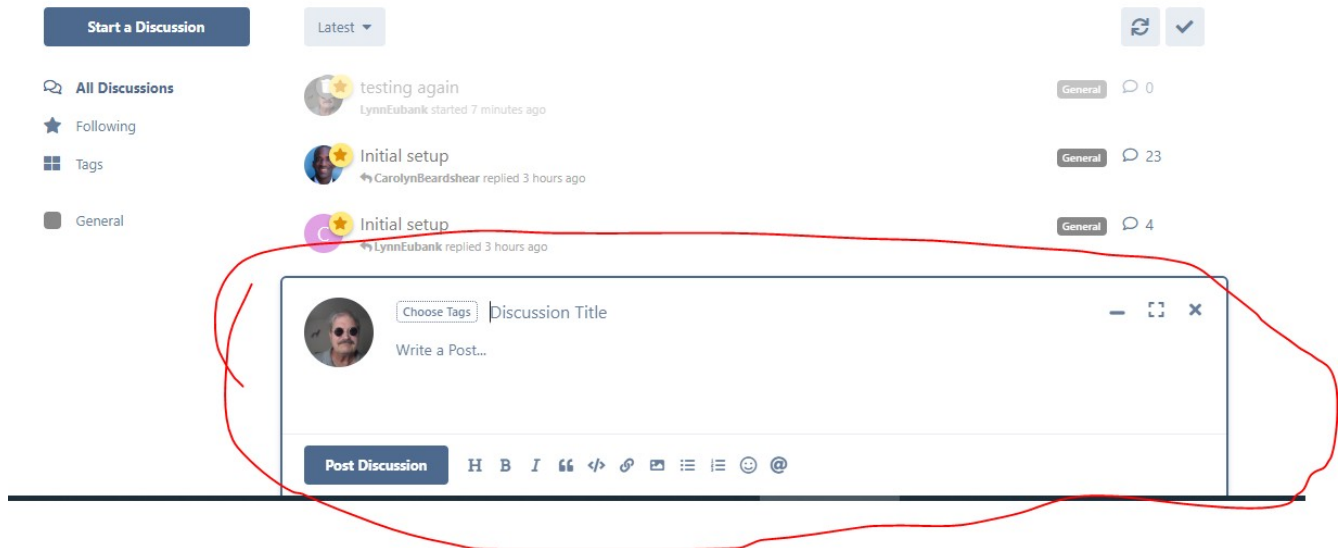 Start a Discussion
Latest
All Discussions
Following
Tags
General
testing again
LynnEubank started 7 minutes ago
General 0
Initial setup
CarolynBeardshear replied 3 hours ago
General 23
C
Initial setup
LynnEubank replied 3 hours ago
General 4
Choose Tags Discussion Title
Write a Post...
Post Discussion H B I